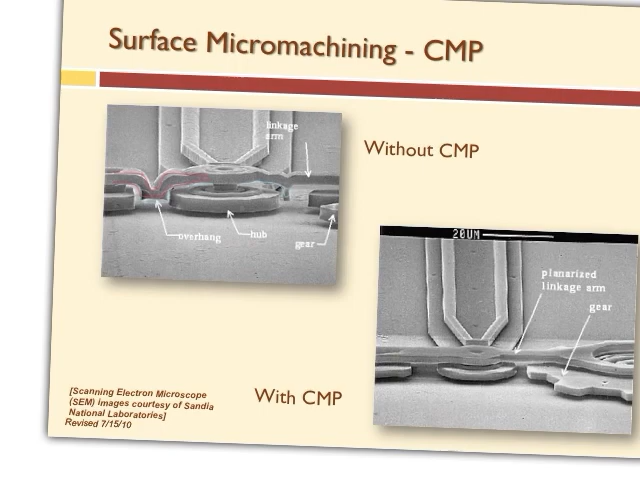 Surface Micromachining - CMP
linkage
arm
Without CMP
overhang
hub
gear
20UM
planarized
linkage arm
gear
With CMP
[Scanning Electron Microscope
(SEM) images courtesy of Sandia
National Laboratories]
Revised 7/15/10